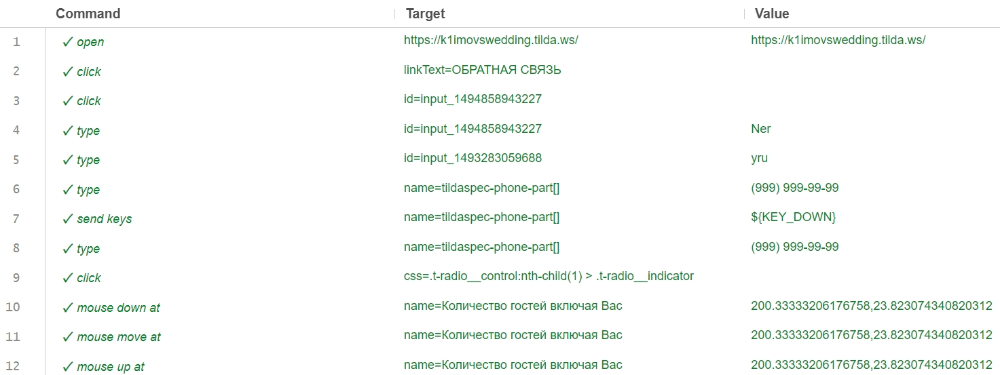 Command Target Value
1 ✓ open https://k1imovswedding.tilda.ws/ https://k1imovswedding.tilda.ws/
2 ✓ click linkText=ОБРАТНАЯ СВЯЗЬ
3 ✓ click id=input_1494858943227
4 ✓ type id=input_1494858943227 Ner
5 ✓ type id=input_1493283059688 yru
6 ✓ type name=tildaspec-phone-part[] (999) 999-99-99
7 ✓ send keys name=tildaspec-phone-part[] ${KEY_DOWN}
8 ✓ type name=tildaspec-phone-part[] (999) 999-99-99
9 ✓ click css=.t-radio__control:nth-child(1) > .t-radio__indicator
10 ✓ mouse down at name=Количество гостей включая Вас 200.33333206176758,23.823074340820312
11 ✓ mouse move at name=Количество гостей включая Вас 200.33333206176758,23.823074340820312
12 ✓ mouse up at name=Количество гостей включая Вас 200.33333206176758,23.823074340820312